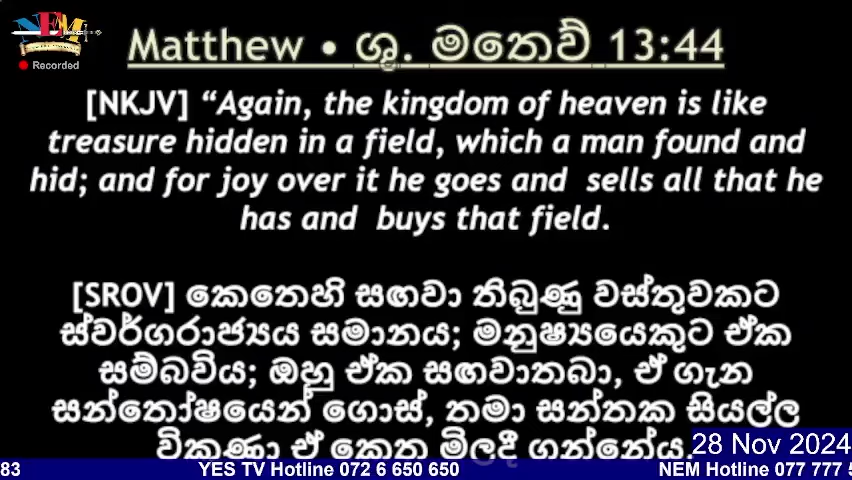 NEM
Recorded
Matthew • ශු. මතෙව් 13:44
[NKJV] “Again, the kingdom of heaven is like
treasure hidden in a field, which a man found and
hid; and for joy over it he goes and sells all that he
has and buys that field.
[SROV] කෙතෙහි සඟවා තිබුණු වස්තුවකට
ස්වර්ගරාජ්‍යය සමානය; මනුෂ්‍යයෙකුට ඒක
සම්බවිය; ඔහු ඒක සඟවාතබා, ඒ ගැන
සන්තෝෂයෙන් ගොස්, තමා සන්තක සියල්ල
විකුණා ඒ කෙත මිලදී ගන්නේය.
28 Nov 2024
83 YES TV Hotline 072 6 650 650 NEM Hotline 077 777 5